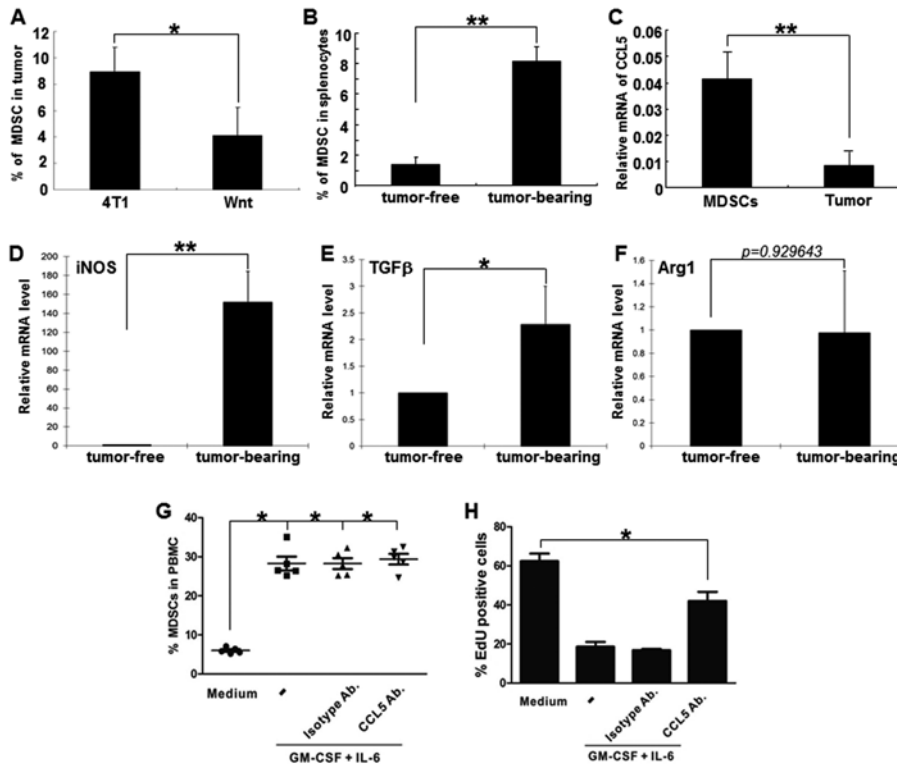 A
*
% of MDSC in tumor
12
10
8
6
4
2
0
4T1
Wnt
B
**
% of MDSC in splenocytes
10
8
6
4
2
0
tumor-free
tumor-bearing
C
**
Relative mRNA of CCL5
0.06
0.05
0.04
0.03
0.02
0.01
0
MDSCs
Tumor
D
iNOS
**
Relative mRNA level
200
180
160
140
120
100
80
60
40
20
0
tumor-free
tumor-bearing
E
TGFβ
*
Relative mRNA level
3.5
3
2.5
2
1.5
1
0.5
0
tumor-free
tumor-bearing
F
Arg1
p=0.929643
Relative mRNA level
1.6
1.4
1.2
1
0.8
0.6
0.4
0.2
0
tumor-free
tumor-bearing
G
* * *
% MDSCs in PBMC
40
30
20
10
0
Medium
-
Isotype Ab.
CCL5 Ab.
GM-CSF + IL-6
H
*
% EdU positive cells
80
60
40
20
0
Medium
-
Isotype Ab.
CCL5 Ab.
GM-CSF + IL-6